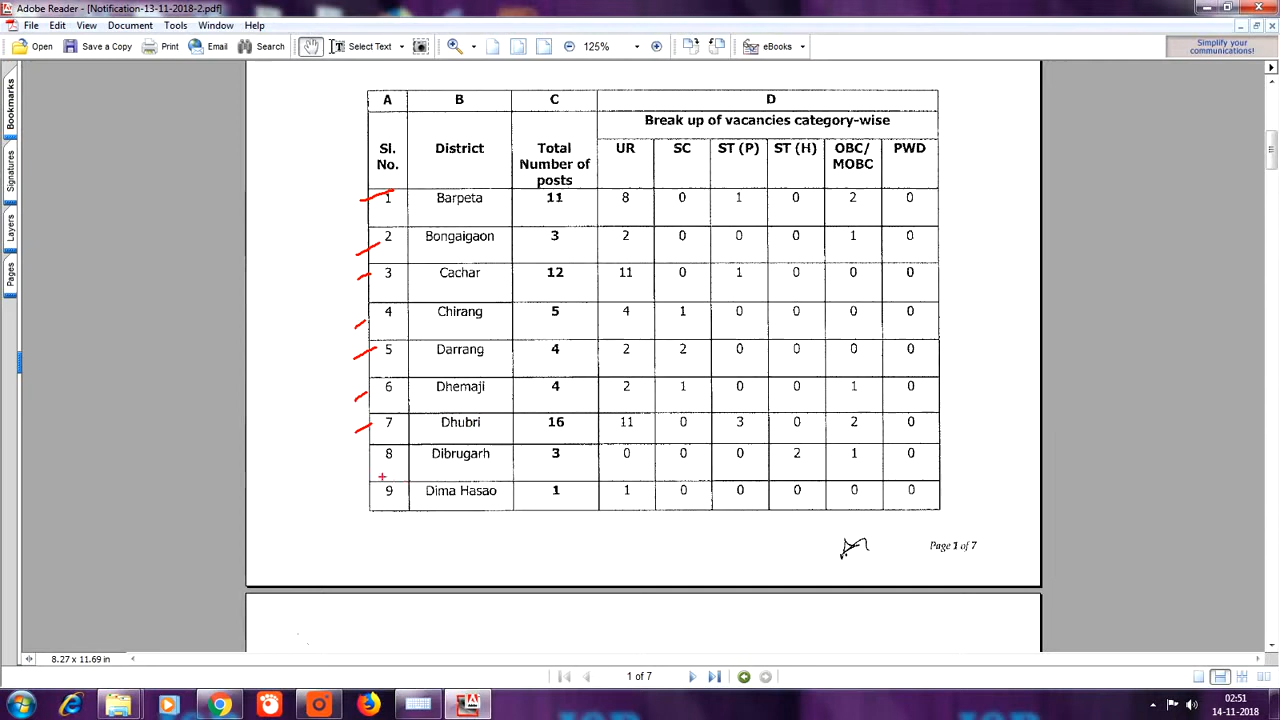 Adobe Reader - [Notification-13-11-2018-2.pdf]
File Edit View Document Tools Window Help
Open Save a Copy Print Email Search Select Text 125% eBooks Simplify your communications!
Bookmarks
Signatures
Layers
Pages
A B C D
Sl. No. District Total Number of posts Break up of vacancies category-wise
UR SC ST (P) ST (H) OBC/ MOBC PWD
1 Barpeta 11 8 0 1 0 2 0
2 Bongaigaon 3 2 0 0 0 1 0
3 Cachar 12 11 0 1 0 0 0
4 Chirang 5 4 1 0 0 0 0
5 Darrang 4 2 2 0 0 0 0
6 Dhemaji 4 2 1 0 0 1 0
7 Dhubri 16 11 0 3 0 2 0
8 Dibrugarh 3 0 0 0 2 1 0
9 Dima Hasao 1 1 0 0 0 0 0
Page 1 of 7
8.27 x 11.69 in
1 of 7
02:51
14-11-2018